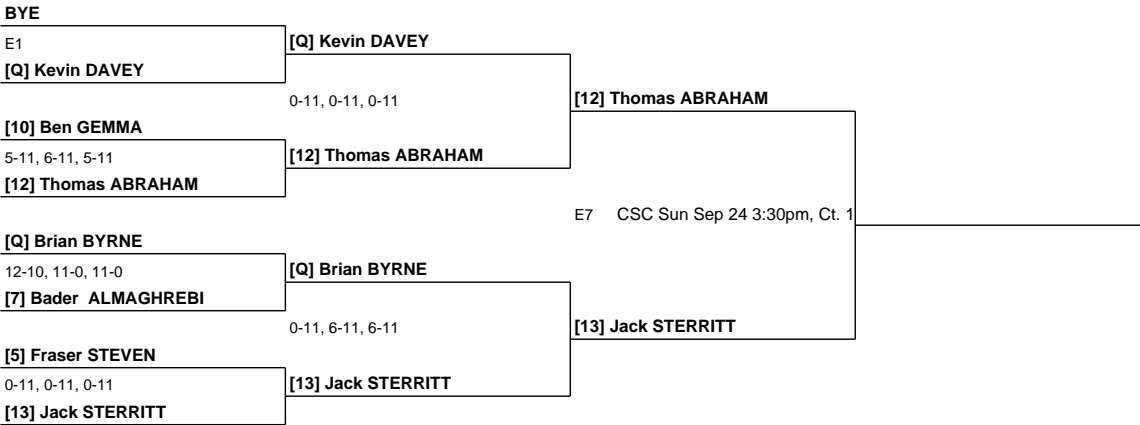 BYE
E1
[Q] Kevin DAVEY
[Q] Kevin DAVEY
0-11, 0-11, 0-11
[12] Thomas ABRAHAM
[10] Ben GEMMA
5-11, 6-11, 5-11
[12] Thomas ABRAHAM
[12] Thomas ABRAHAM
E7 CSC Sun Sep 24 3:30pm, Ct. 1
[Q] Brian BYRNE
12-10, 11-0, 11-0
[Q] Brian BYRNE
[7] Bader ALMAGHREBI
0-11, 6-11, 6-11
[13] Jack STERRITT
[5] Fraser STEVEN
0-11, 0-11, 0-11
[13] Jack STERRITT
[13] Jack STERRITT